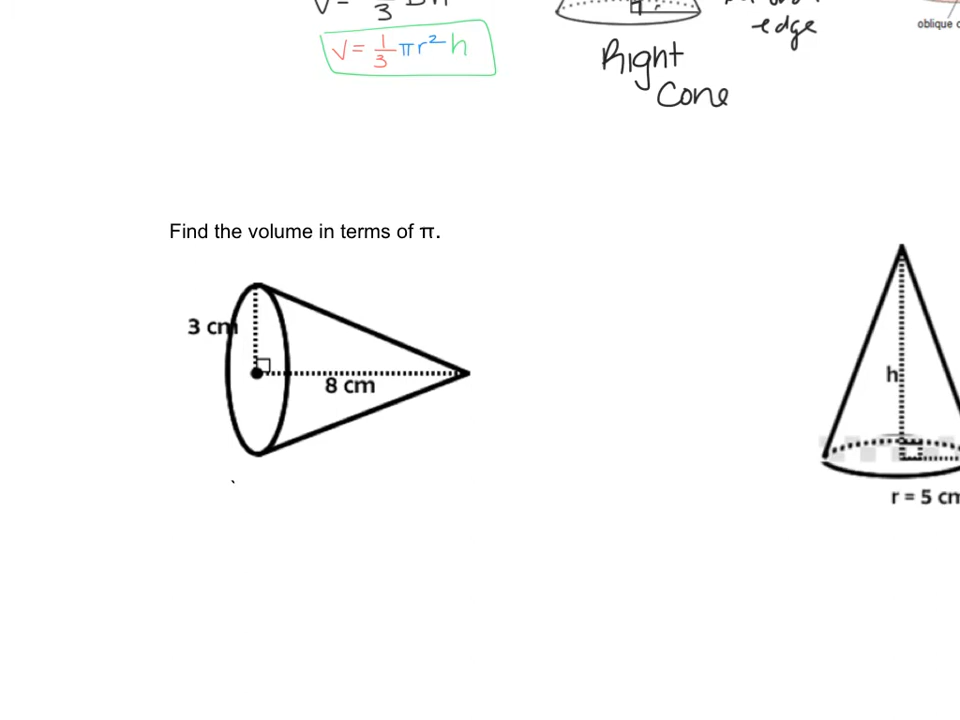 3
V = 1/3 πr²h
edge
oblique
Right
Cone
Find the volume in terms of π.
3 cm
8 cm
h
r = 5 cm